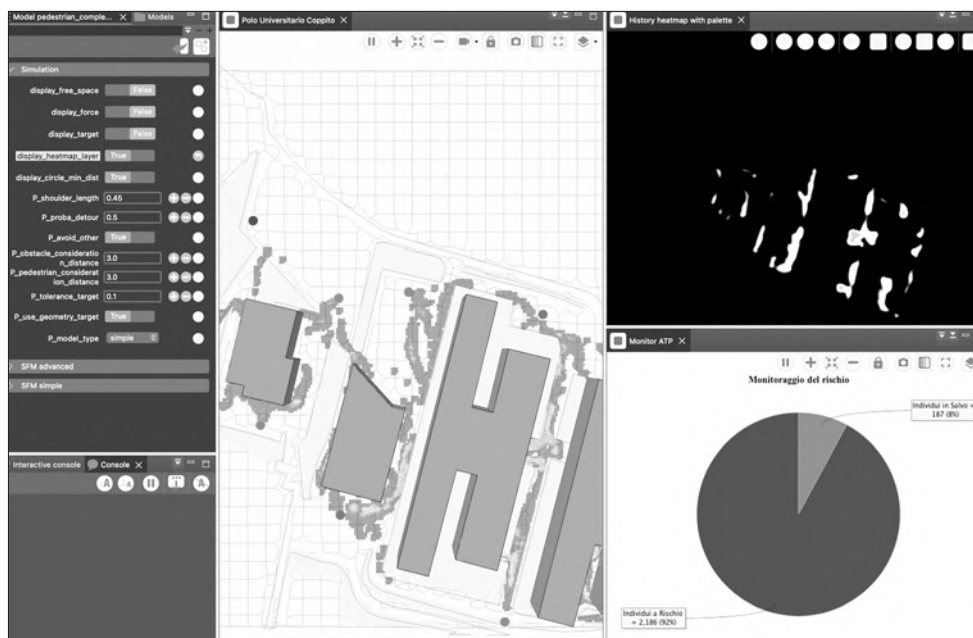 Model pedestrian_comple...
Models
Simulation
display_free_space False
display_force False
display_target False
display_heatmap_layer True
display_circle_min_dist True
P_shoulder_length 0.45
P_proba_detour 0.5
P_avoid_other True
P_obstacle_consideratio
n_distance 3.0
P_pedestrian_considerat
ion_distance 3.0
P_tolerance_target 0.1
P_use_geometry_target True
P_model_type simple
SFM advanced
SFM simple
Interactive console
Console
Polo Universitario Coppito
History heatmap with palette
Monitor ATP
Monitoraggio del rischio
Individui in Salvo =
187 (8%)
Individui a Rischio
= 2,186 (92%)